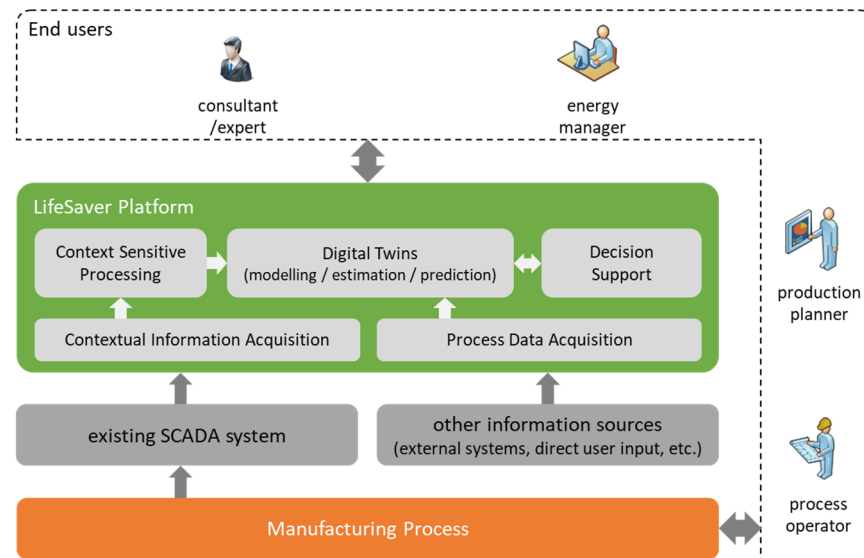 End users
consultant
/expert
energy
manager
LifeSaver Platform
Context Sensitive
Processing
Digital Twins
(modelling / estimation / prediction)
Decision
Support
Contextual Information Acquisition
Process Data Acquisition
production
planner
existing SCADA system
other information sources
(external systems, direct user input, etc.)
process
operator
Manufacturing Process